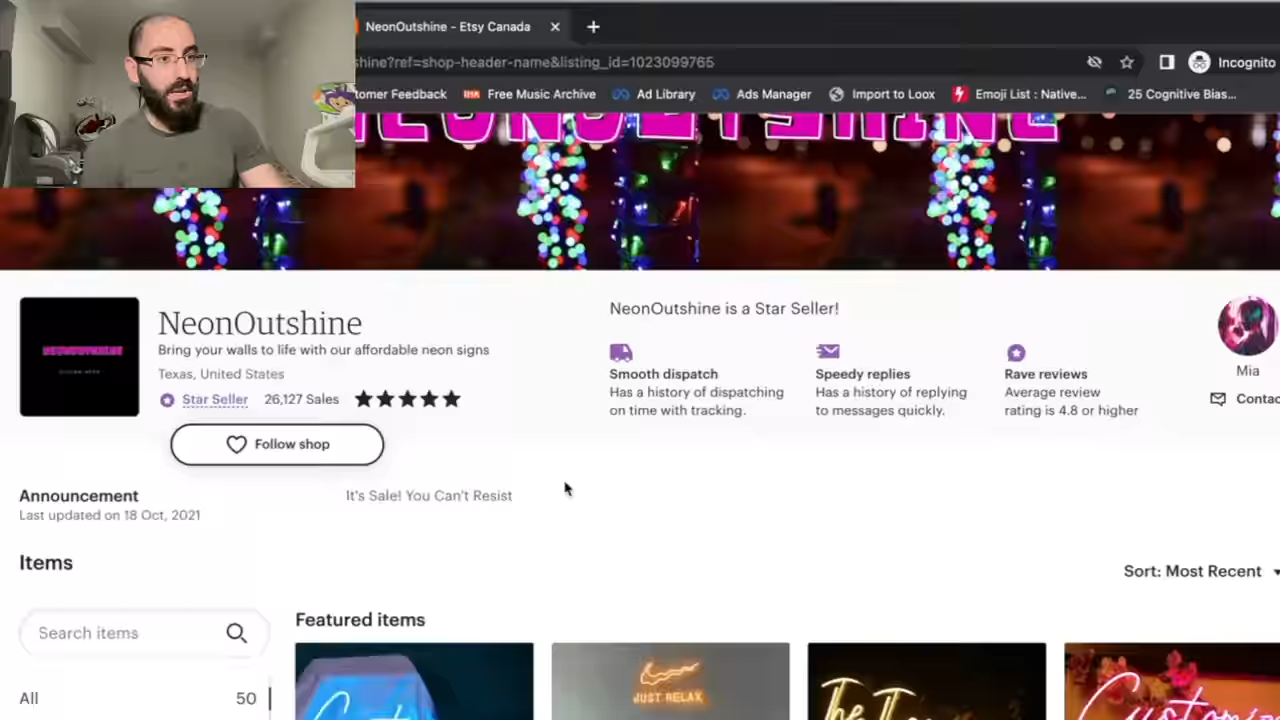 NeonOutshine - Etsy Canada
shine?ref=shop-header-name&listing_id=1023099765
Incognito
tomer Feedback
Free Music Archive
Ad Library
Ads Manager
Import to Loox
Emoji List : Native...
25 Cognitive Bias...
NEONOUTSHINE
NeonOutshine
Bring your walls to life with our affordable neon signs
Texas, United States
Star Seller 26,127 Sales
Follow shop
NeonOutshine is a Star Seller!
Smooth dispatch
Has a history of dispatching
on time with tracking.
Speedy replies
Has a history of replying
to messages quickly.
Rave reviews
Average review
rating is 4.8 or higher
Mia
Contac
Announcement
Last updated on 18 Oct, 2021
It's Sale! You Can't Resist
Items
Sort: Most Recent
Search items
Featured items
All 50
JUST RELAX
The